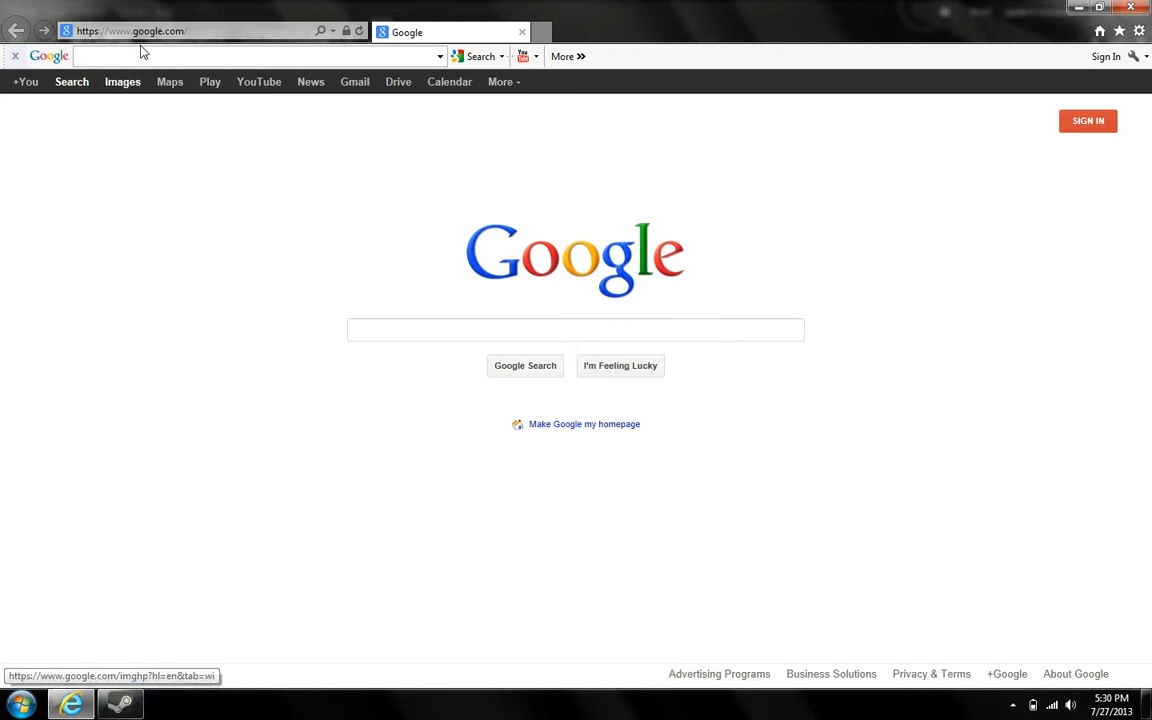 https://www.google.com/
Google
Google
Search
You Tube
More »
Sign In
+You Search Images Maps Play YouTube News Gmail Drive Calendar More
SIGN IN
Google
Google Search
I'm Feeling Lucky
Make Google my homepage
https://www.google.com/imghp?hl=en&tab=wi
Advertising Programs Business Solutions Privacy & Terms +Google About Google
5:30 PM
7/27/2013